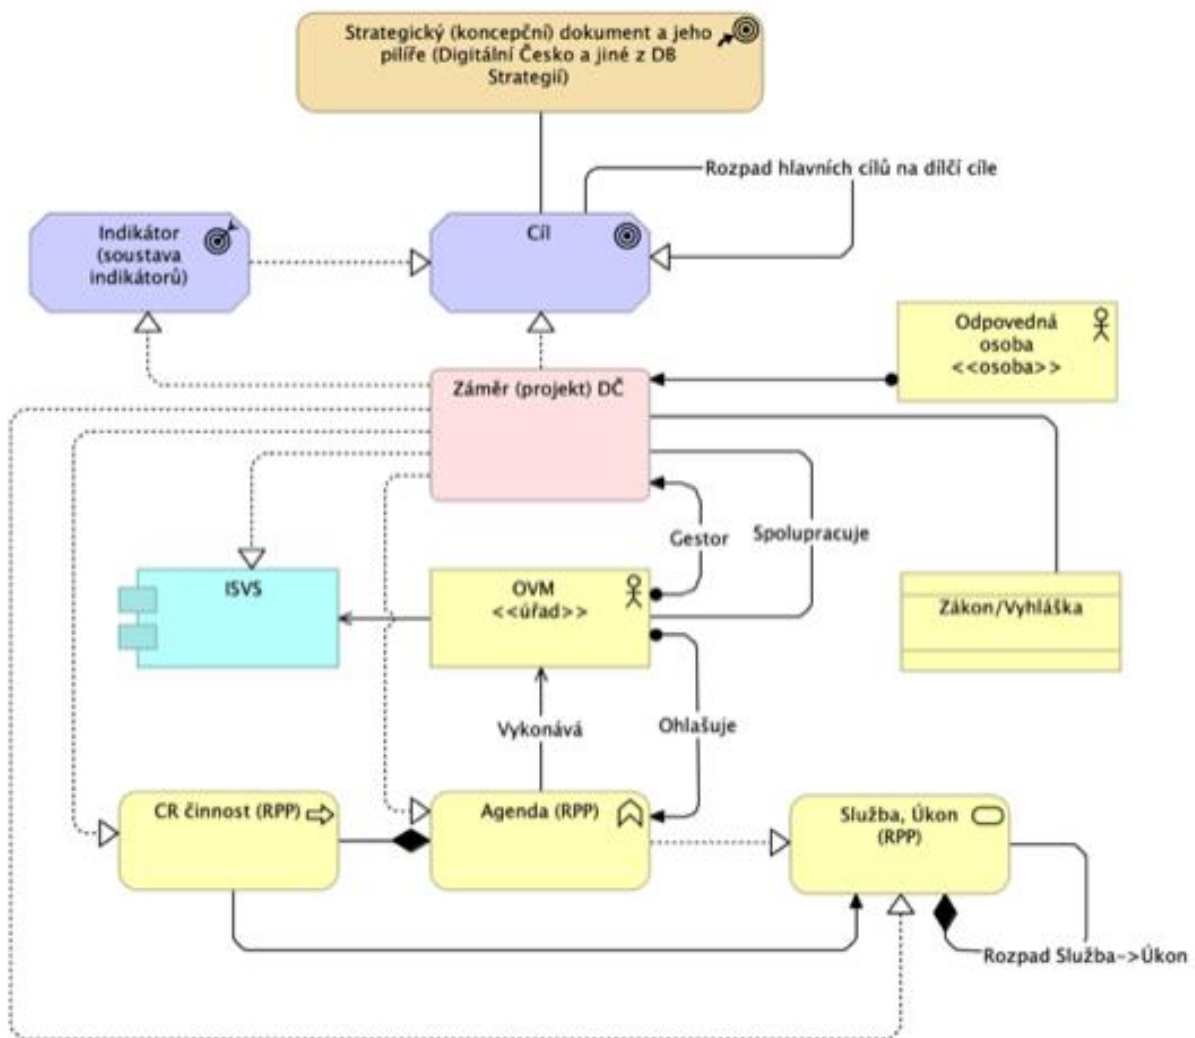 Strategický (koncepční) dokument a jeho
pilíře (Digitální Česko a jiné z DB
Strategií)
Rozpad hlavních cílů na dílčí cíle
Indikátor
(soustava
indikátorů)
Cíl
Odpovedná
osoba
<<osoba>>
Záměr (projekt) DČ
Gestor
Spolupracuje
ISVS
OVM
<<úřad>>
Zákon/Vyhláška
Vykonává
Ohlašuje
CR činnost (RPP)
Agenda (RPP)
Služba, Úkon
(RPP)
Rozpad Služba->Úkon